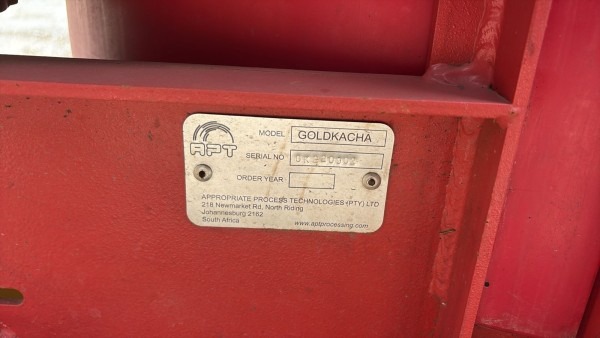 APT
MODEL GOLDKACHA
SERIAL NO
ORDER YEAR
APPROPRIATE PROCESS TECHNOLOGIES (PTY) LTD
218 Newmarket Rd, North Riding
Johannesburg 2162
South Africa www.aptprocessing.com